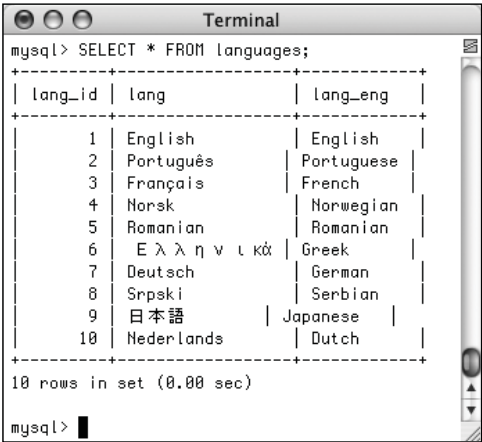 Terminal
mysql> SELECT * FROM languages;
+---------+--------------------+-------------+
| lang_id | lang | lang_eng |
+---------+--------------------+-------------+
| 1 | English | English |
| 2 | Português | Portuguese |
| 3 | Français | French |
| 4 | Norsk | Norwegian |
| 5 | Romanian | Romanian |
| 6 | Ελληνικά | Greek |
| 7 | Deutsch | German |
| 8 | Srpski | Serbian |
| 9 | 日本語 | Japanese |
| 10 | Nederlands | Dutch |
+---------+--------------------+-------------+
10 rows in set (0.00 sec)
mysql>